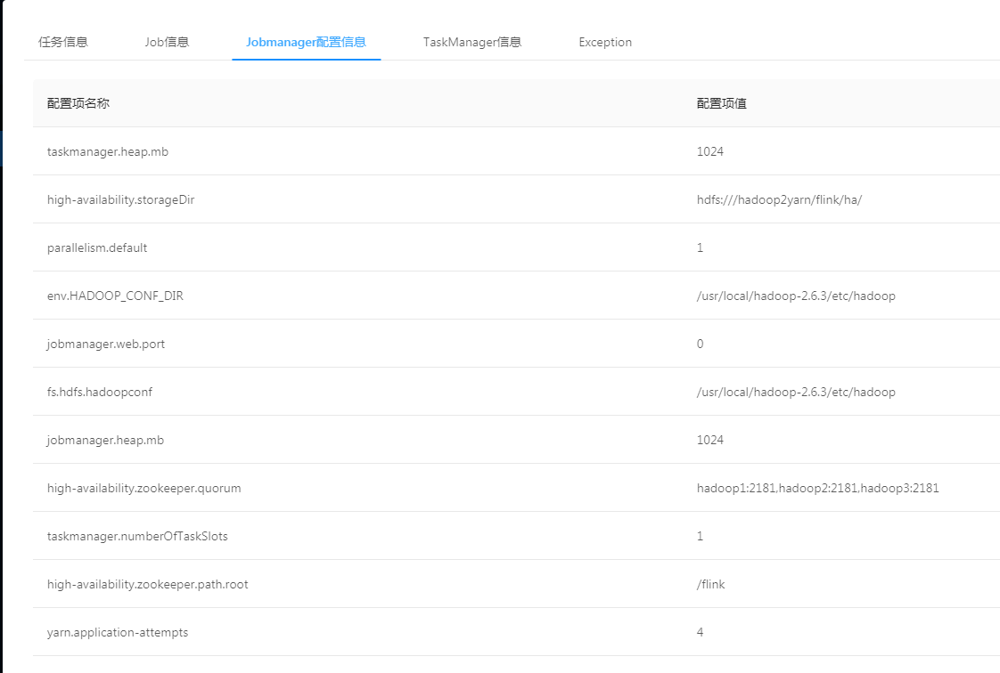 任务信息 Job信息 Jobmanager配置信息 TaskManager信息 Exception
配置项名称 配置项值
taskmanager.heap.mb 1024
high-availability.storageDir hdfs:///hadoop2yarn/flink/ha/
parallelism.default 1
env.HADOOP_CONF_DIR /usr/local/hadoop-2.6.3/etc/hadoop
jobmanager.web.port 0
fs.hdfs.hadoopconf /usr/local/hadoop-2.6.3/etc/hadoop
jobmanager.heap.mb 1024
high-availability.zookeeper.quorum hadoop1:2181,hadoop2:2181,hadoop3:2181
taskmanager.numberOfTaskSlots 1
high-availability.zookeeper.path.root /flink
yarn.application-attempts 4